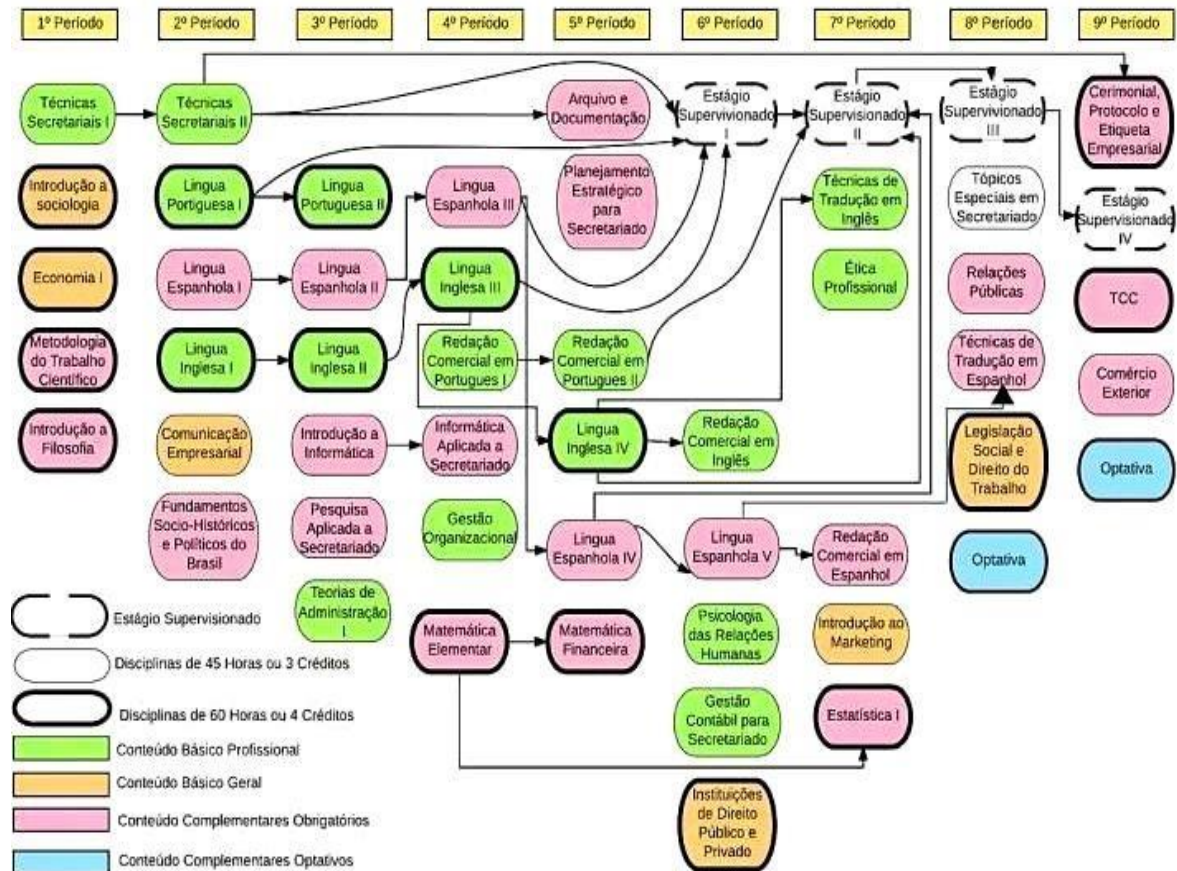 1º Período
2º Período
3º Período
4º Período
5º Período
6º Período
7º Período
8º Período
9º Período
Técnicas
Secretariais I
Introdução a
sociologia
Economia I
Metodologia
do Trabalho
Científico
Introdução a
Filosofia
Técnicas
Secretariais II
Lingua
Portiguesa I
Lingua
Espanhola I
Lingua
Inglesa I
Comunicação
Empresarial
Fundamentos
Socio-Históricos
e Políticos do
Brasil
Lingua
Portuguesa II
Lingua
Espanhola II
Lingua
Inglesa II
Introdução a
Informática
Pesquisa
Aplicada a
Secretariado
Teorias de
Administração
I
Lingua
Espanhola III
Lingua
Inglesa III
Redação
Comercial em
Portugues I
Informática
Aplicada a
Secretariado
Gestão
Organizacional
Matemática
Elementar
Arquivo e
Documentação
Planejamento
Estratégico
para
Secretariado
Redação
Comercial em
Portugues II
Lingua
Inglesa IV
Lingua
Espanhola IV
Matemática
Financeira
Estágio
Supervivionado
I
Redação
Comercial em
Inglês
Lingua
Espanhola V
Psicologia
das Relações
Humanas
Gestão
Contábil para
Secretariado
Instituições
de Direito
Público e
Privado
Estágio
Supervisionado
II
Técnicas de
Tradução em
Inglês
Ética
Profissional
Redação
Comercial em
Espanhol
Introdução ao
Marketing
Estatística I
Estágio
Supervisionado
III
Tópicos
Especiais em
Secretariado
Relações
Públicas
Técnicas de
Tradução em
Espanhol
Legislação
Social e
Direito do
Trabalho
Optativa
Cerimonial,
Protocolo e
Etiqueta
Empresarial
Estágio
Supervisionado
IV
TCC
Comércio
Exterior
Optativa
Estágio Supervisionado
Disciplinas de 45 Horas ou 3 Créditos
Disciplinas de 60 Horas ou 4 Créditos
Conteúdo Básico Profissional
Conteúdo Básico Geral
Conteúdo Complementares Obrigatórios
Conteúdo Complementares Optativos